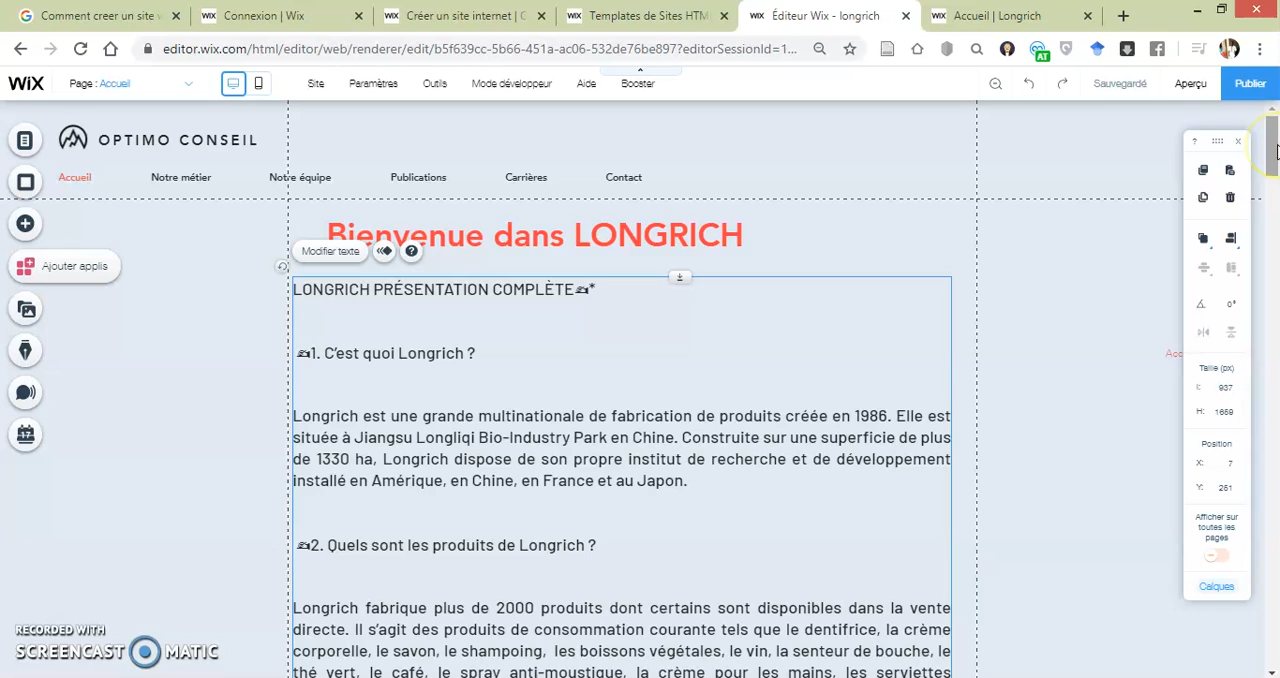 Comment creer un site w
Connexion | Wix
Créer un site internet | G
Templates de Sites HTM
Éditeur Wix - longrich
Accueil | Longrich
editor.wix.com/html/editor/web/renderer/edit/b5f639cc-5b66-451a-ac06-532de76be897?editorSessionId=1...
AT
WiX
Page : Accueil
Site
Paramètres
Outils
Mode développeur
Aide
Booster
Sauvegardé
Aperçu
Publier
OPTIMO CONSEIL
Accueil
Notre métier
Notre équipe
Publications
Carrières
Contact
Bienvenue dans LONGRICH
Modifier texte
Ajouter applis
LONGRICH PRÉSENTATION COMPLÈTE✍*
✍1. C’est quoi Longrich ?
Longrich est une grande multinationale de fabrication de produits créée en 1986. Elle est
située à Jiangsu Longliqi Bio-Industry Park en Chine. Construite sur une superficie de plus
de 1330 ha, Longrich dispose de son propre institut de recherche et de développement
installé en Amérique, en Chine, en France et au Japon.
✍2. Quels sont les produits de Longrich ?
Longrich fabrique plus de 2000 produits dont certains sont disponibles dans la vente
directe. Il s’agit des produits de consommation courante tels que le dentifrice, la crème
corporelle, le savon, le shampoing, les boissons végétales, le vin, la senteur de bouche, le
thé vert, le café, le spray anti-moustique, la crème pour les mains, les serviettes
17
Acc
0°
Taille (px)
L: 937
H: 1659
Position
X: 7
Y: 251
Afficher sur
toutes les
pages
Calques
RECORDED WITH
SCREENCAST MATIC